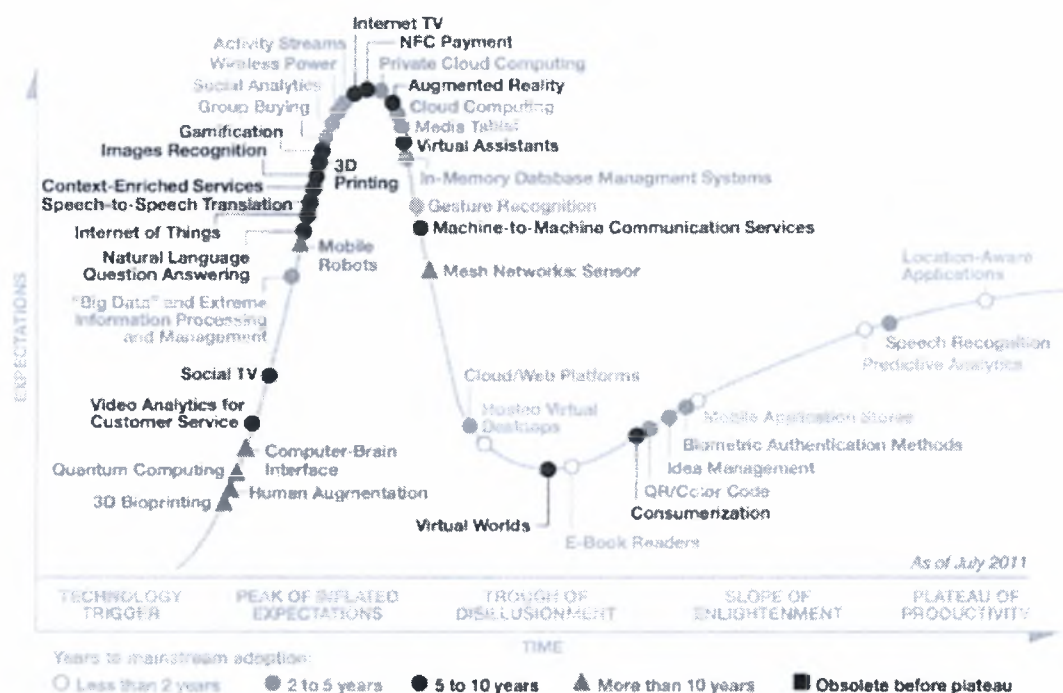 Internet TV
NFC Payment
Activity Streams
Wireless Power
Private Cloud Computing
Social Analytics
Augmented Reality
Group Buying
Cloud Computing
Gamification
Media Tablet
Images Recognition
Virtual Assistants
3D
Printing
In-Memory Database Managment Systems
Context-Enriched Services
Speech-to-Speech Translation
Gesture Recognition
Internet of Things
Machine-to-Machine Communication Services
Natural Language
Question Answering
Mobile
Robots
Mesh Networks: Sensor
Location-Aware
Applications
"Big Data" and Extreme
Information Processing
and Management
Speech Recognition
Predictive Analytics
Social TV
Cloud/Web Platforms
Video Analytics for
Customer Service
Hosted Virtual
Desktops
Mobile Application Stores
Biometric Authentication Methods
Computer-Brain
Interface
Idea Management
Quantum Computing
QR/Color Code
Human Augmentation
3D Bioprinting
Consumerization
Virtual Worlds
E-Book Readers
EXPECTATIONS
As of July 2011
TECHNOLOGY
TRIGGER
PEAK OF INFLATED
EXPECTATIONS
TROUGH OF
DISILLUSIONMENT
SLOPE OF
ENLIGHTENMENT
PLATEAU OF
PRODUCTIVITY
TIME
Years to mainstream adoption:
Less than 2 years
2 to 5 years
5 to 10 years
More than 10 years
Obsolete before plateau